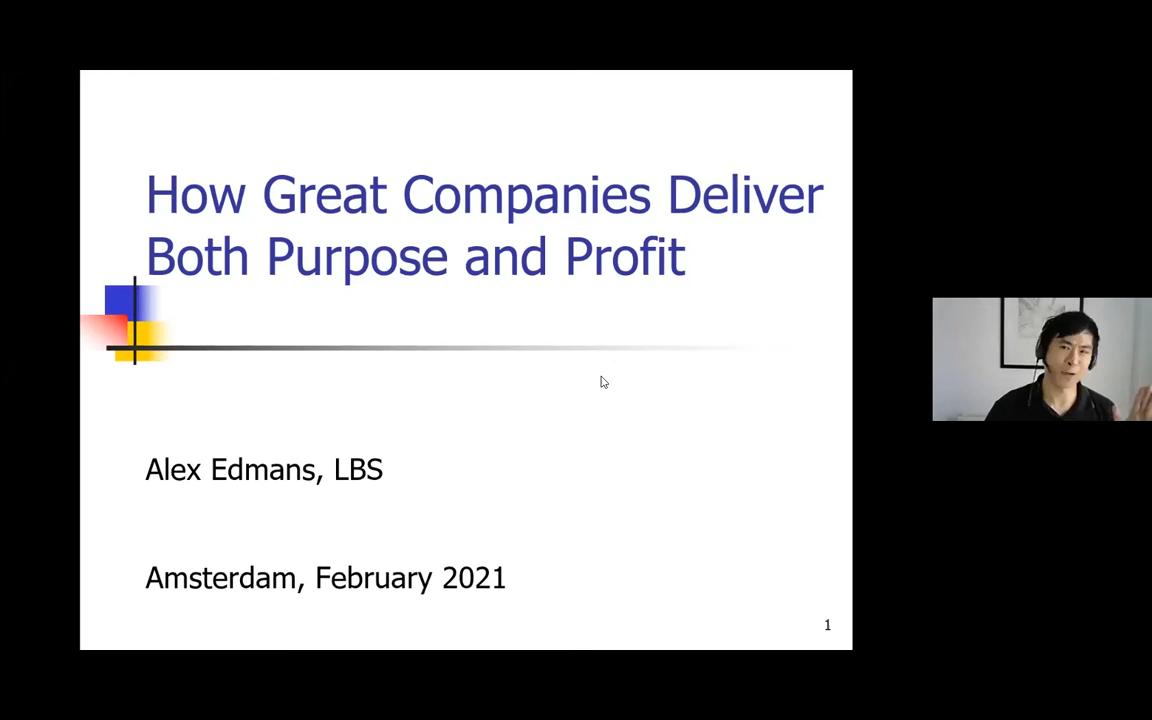 How Great Companies Deliver
Both Purpose and Profit
Alex Edmans, LBS
Amsterdam, February 2021
1